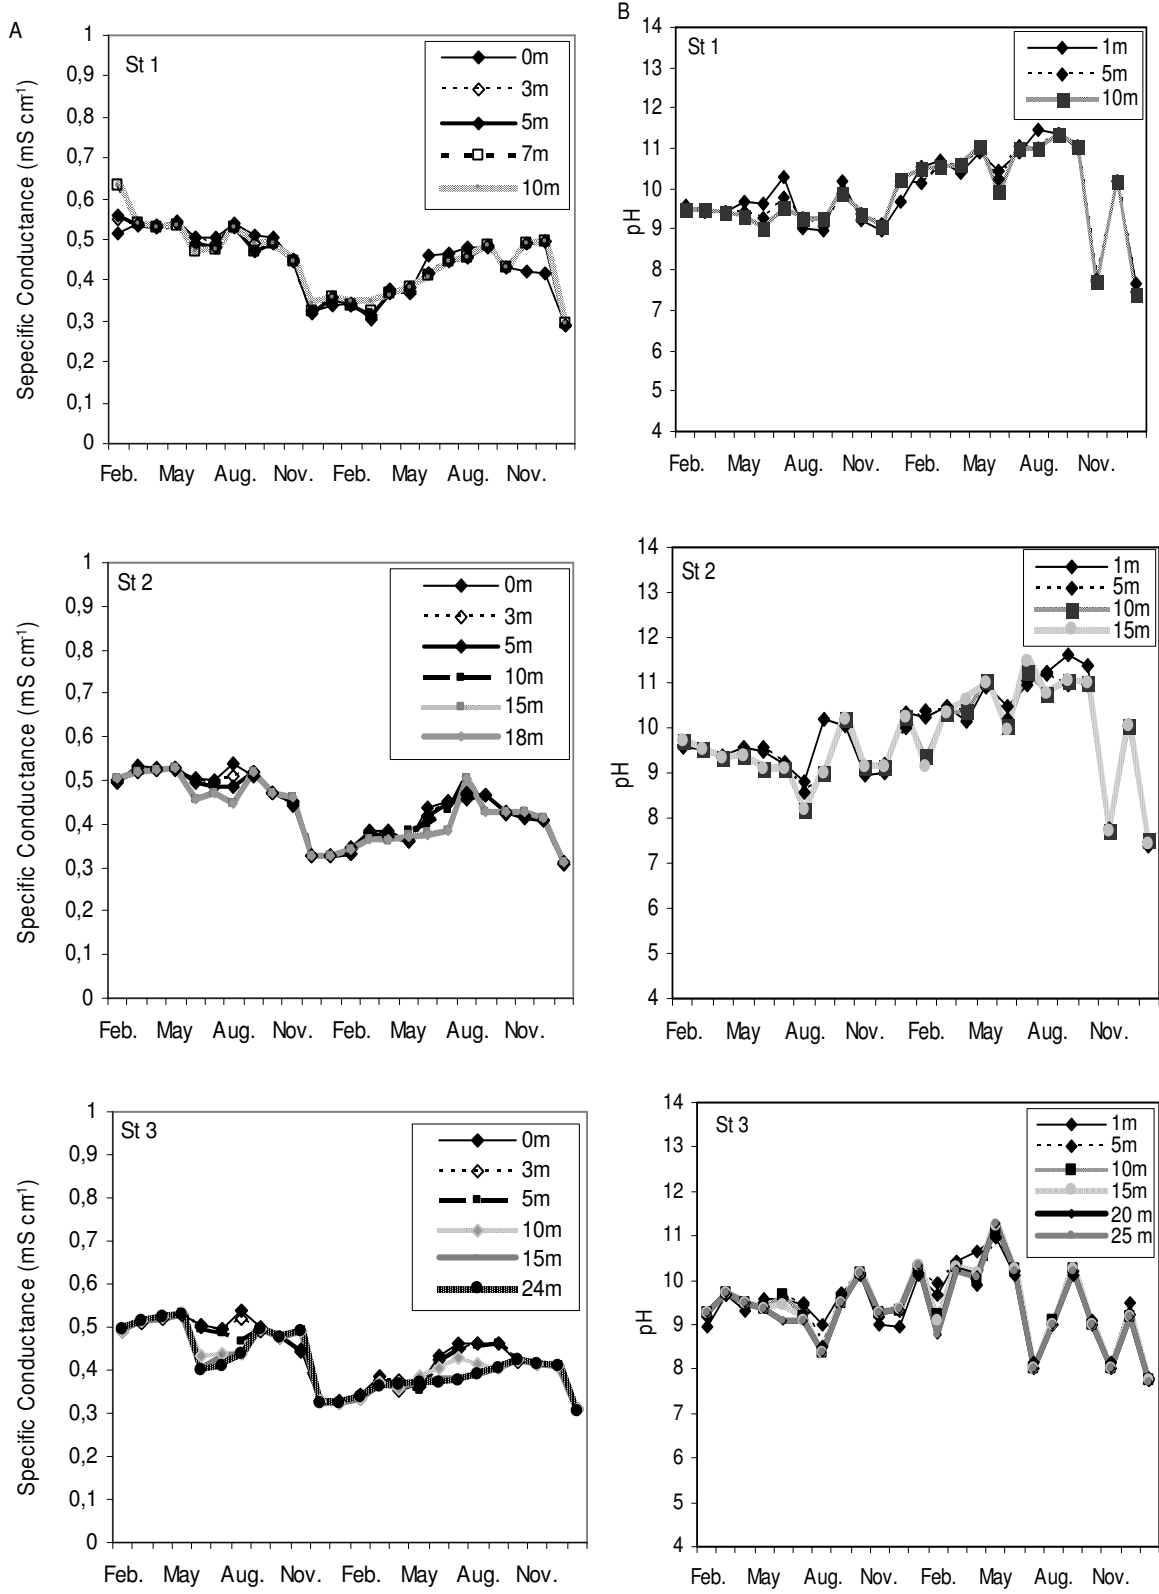 A
Sepecific Conductance (mS cm⁻¹)
1
0,9
0,8
0,7
0,6
0,5
0,4
0,3
0,2
0,1
0
St 1
0m
3m
5m
7m
10m
Feb. May Aug. Nov. Feb. May Aug. Nov.
B
pH
14
13
12
11
10
9
8
7
6
5
4
St 1
1m
5m
10m
Feb. May Aug. Nov. Feb. May Aug. Nov.
Specific Conductance (mS cm⁻¹)
1
0,9
0,8
0,7
0,6
0,5
0,4
0,3
0,2
0,1
0
St 2
0m
3m
5m
10m
15m
18m
Feb. May Aug. Nov. Feb. May Aug. Nov.
pH
14
13
12
11
10
9
8
7
6
5
4
St 2
1m
5m
10m
15m
Feb. May Aug. Nov. Feb. May Aug. Nov.
Specific Conductance (mS cm⁻¹)
1
0,9
0,8
0,7
0,6
0,5
0,4
0,3
0,2
0,1
0
St 3
0m
3m
5m
10m
15m
24m
Feb. May Aug. Nov. Feb. May Aug. Nov.
pH
14
13
12
11
10
9
8
7
6
5
4
St 3
1m
5m
10m
15m
20 m
25 m
Feb. May Aug. Nov. Feb. May Aug. Nov.